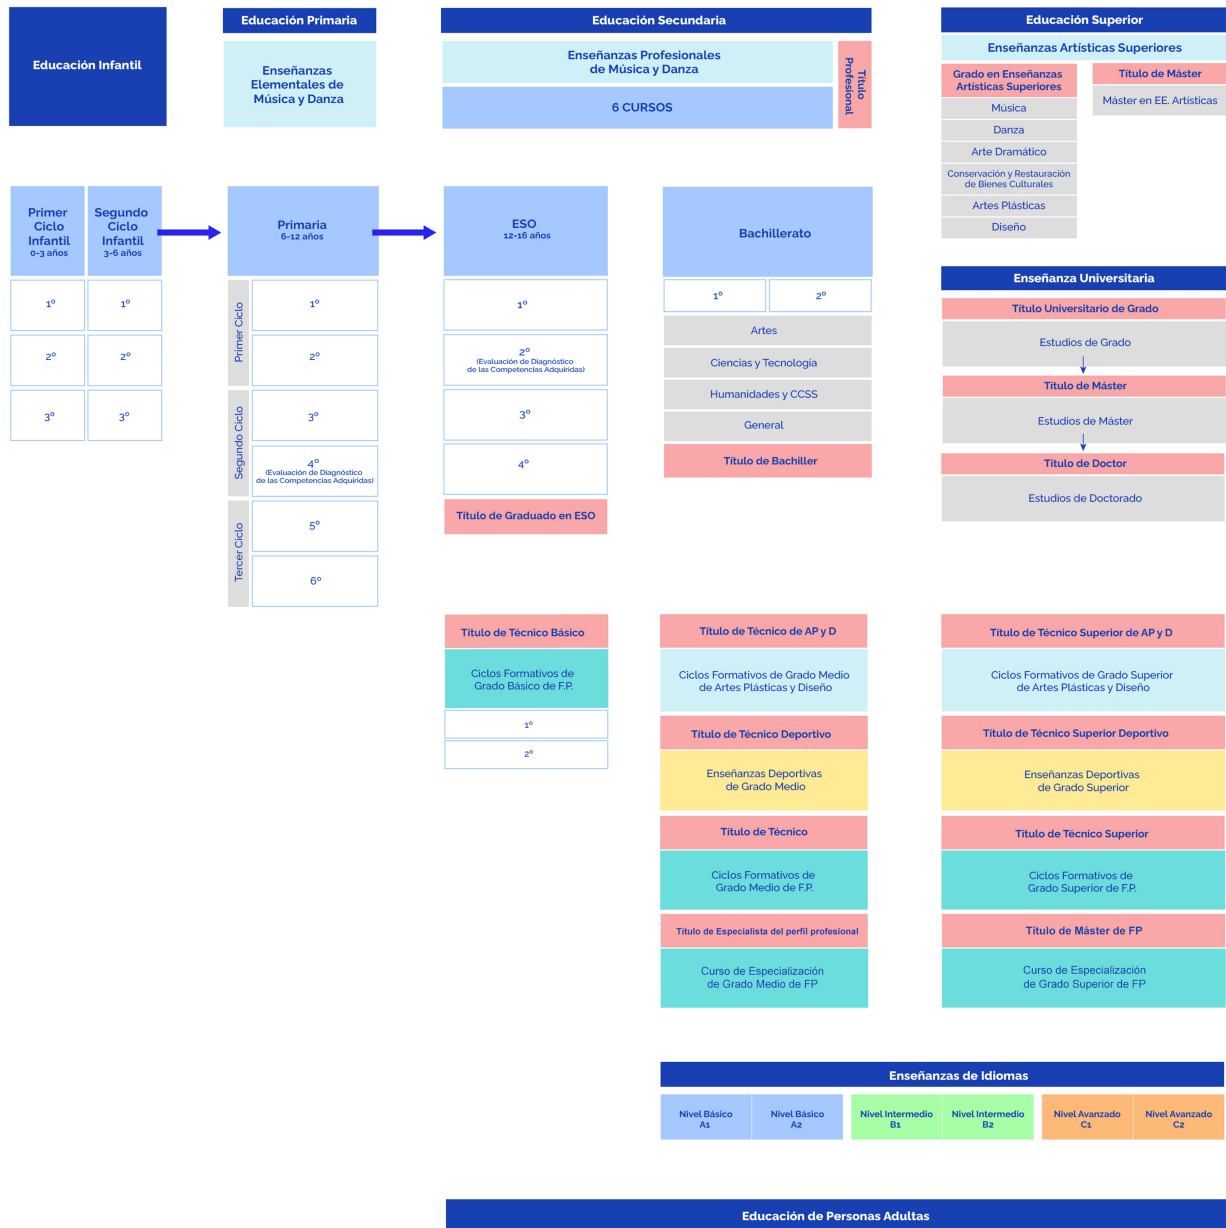 Educación Infantil
Educación Primaria
Enseñanzas
Elementales de
Música y Danza
Educación Secundaria
Enseñanzas Profesionales
de Música y Danza
6 CURSOS
Título
Profesional
Educación Superior
Enseñanzas Artísticas Superiores
Grado en Enseñanzas
Artísticas Superiores
Música
Danza
Arte Dramático
Conservación y Restauración
de Bienes Culturales
Artes Plásticas
Diseño
Título de Máster
Máster en EE. Artísticas
Primer
Ciclo
Infantil
0-3 años
1º
2º
3º
Segundo
Ciclo
Infantil
3-6 años
1º
2º
3º
Primaria
6-12 años
Primer Ciclo
1º
2º
Segundo Ciclo
3º
4º
(Evaluación de Diagnóstico
de las Competencias Adquiridas)
Tercer Ciclo
5º
6º
ESO
12-16 años
1º
2º
(Evaluación de Diagnóstico
de las Competencias Adquiridas)
3º
4º
Título de Graduado en ESO
Bachillerato
1º
2º
Artes
Ciencias y Tecnología
Humanidades y CCSS
General
Título de Bachiller
Enseñanza Universitaria
Título Universitario de Grado
Estudios de Grado
Título de Máster
Estudios de Máster
Título de Doctor
Estudios de Doctorado
Título de Técnico Básico
Ciclos Formativos de
Grado Básico de F.P.
1º
2º
Título de Técnico de AP y D
Ciclos Formativos de Grado Medio
de Artes Plásticas y Diseño
Título de Técnico Deportivo
Enseñanzas Deportivas
de Grado Medio
Título de Técnico
Ciclos Formativos de
Grado Medio de F.P.
Título de Especialista del perfil profesional
Curso de Especialización
de Grado Medio de FP
Título de Técnico Superior de AP y D
Ciclos Formativos de Grado Superior
de Artes Plásticas y Diseño
Título de Técnico Superior Deportivo
Enseñanzas Deportivas
de Grado Superior
Título de Técnico Superior
Ciclos Formativos de
Grado Superior de F.P.
Título de Máster de FP
Curso de Especialización
de Grado Superior de FP
Enseñanzas de Idiomas
Nivel Básico
A1
Nivel Básico
A2
Nivel Intermedio
B1
Nivel Intermedio
B2
Nivel Avanzado
C1
Nivel Avanzado
C2
Educación de Personas Adultas